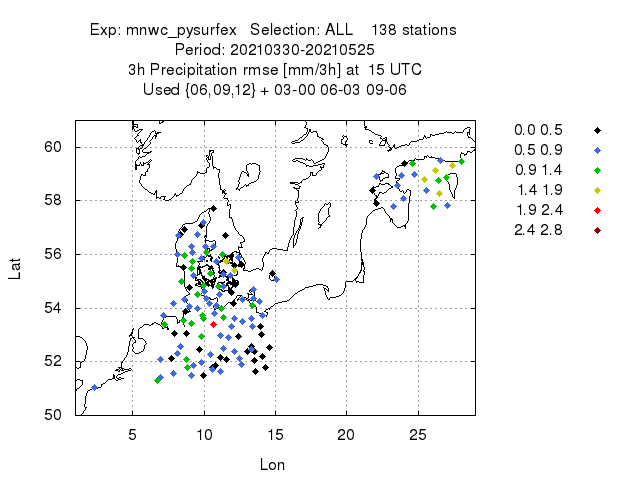 Exp: mnwc_pysurfex Selection: ALL 138 stations
Period: 20210330-20210525
3h Precipitation rmse [mm/3h] at 15 UTC
Used {06,09,12} + 03-00 06-03 09-06
60
58
56
54
52
50
Lat
5 10 15 20 25
Lon
0.0 0.5
0.5 0.9
0.9 1.4
1.4 1.9
1.9 2.4
2.4 2.8